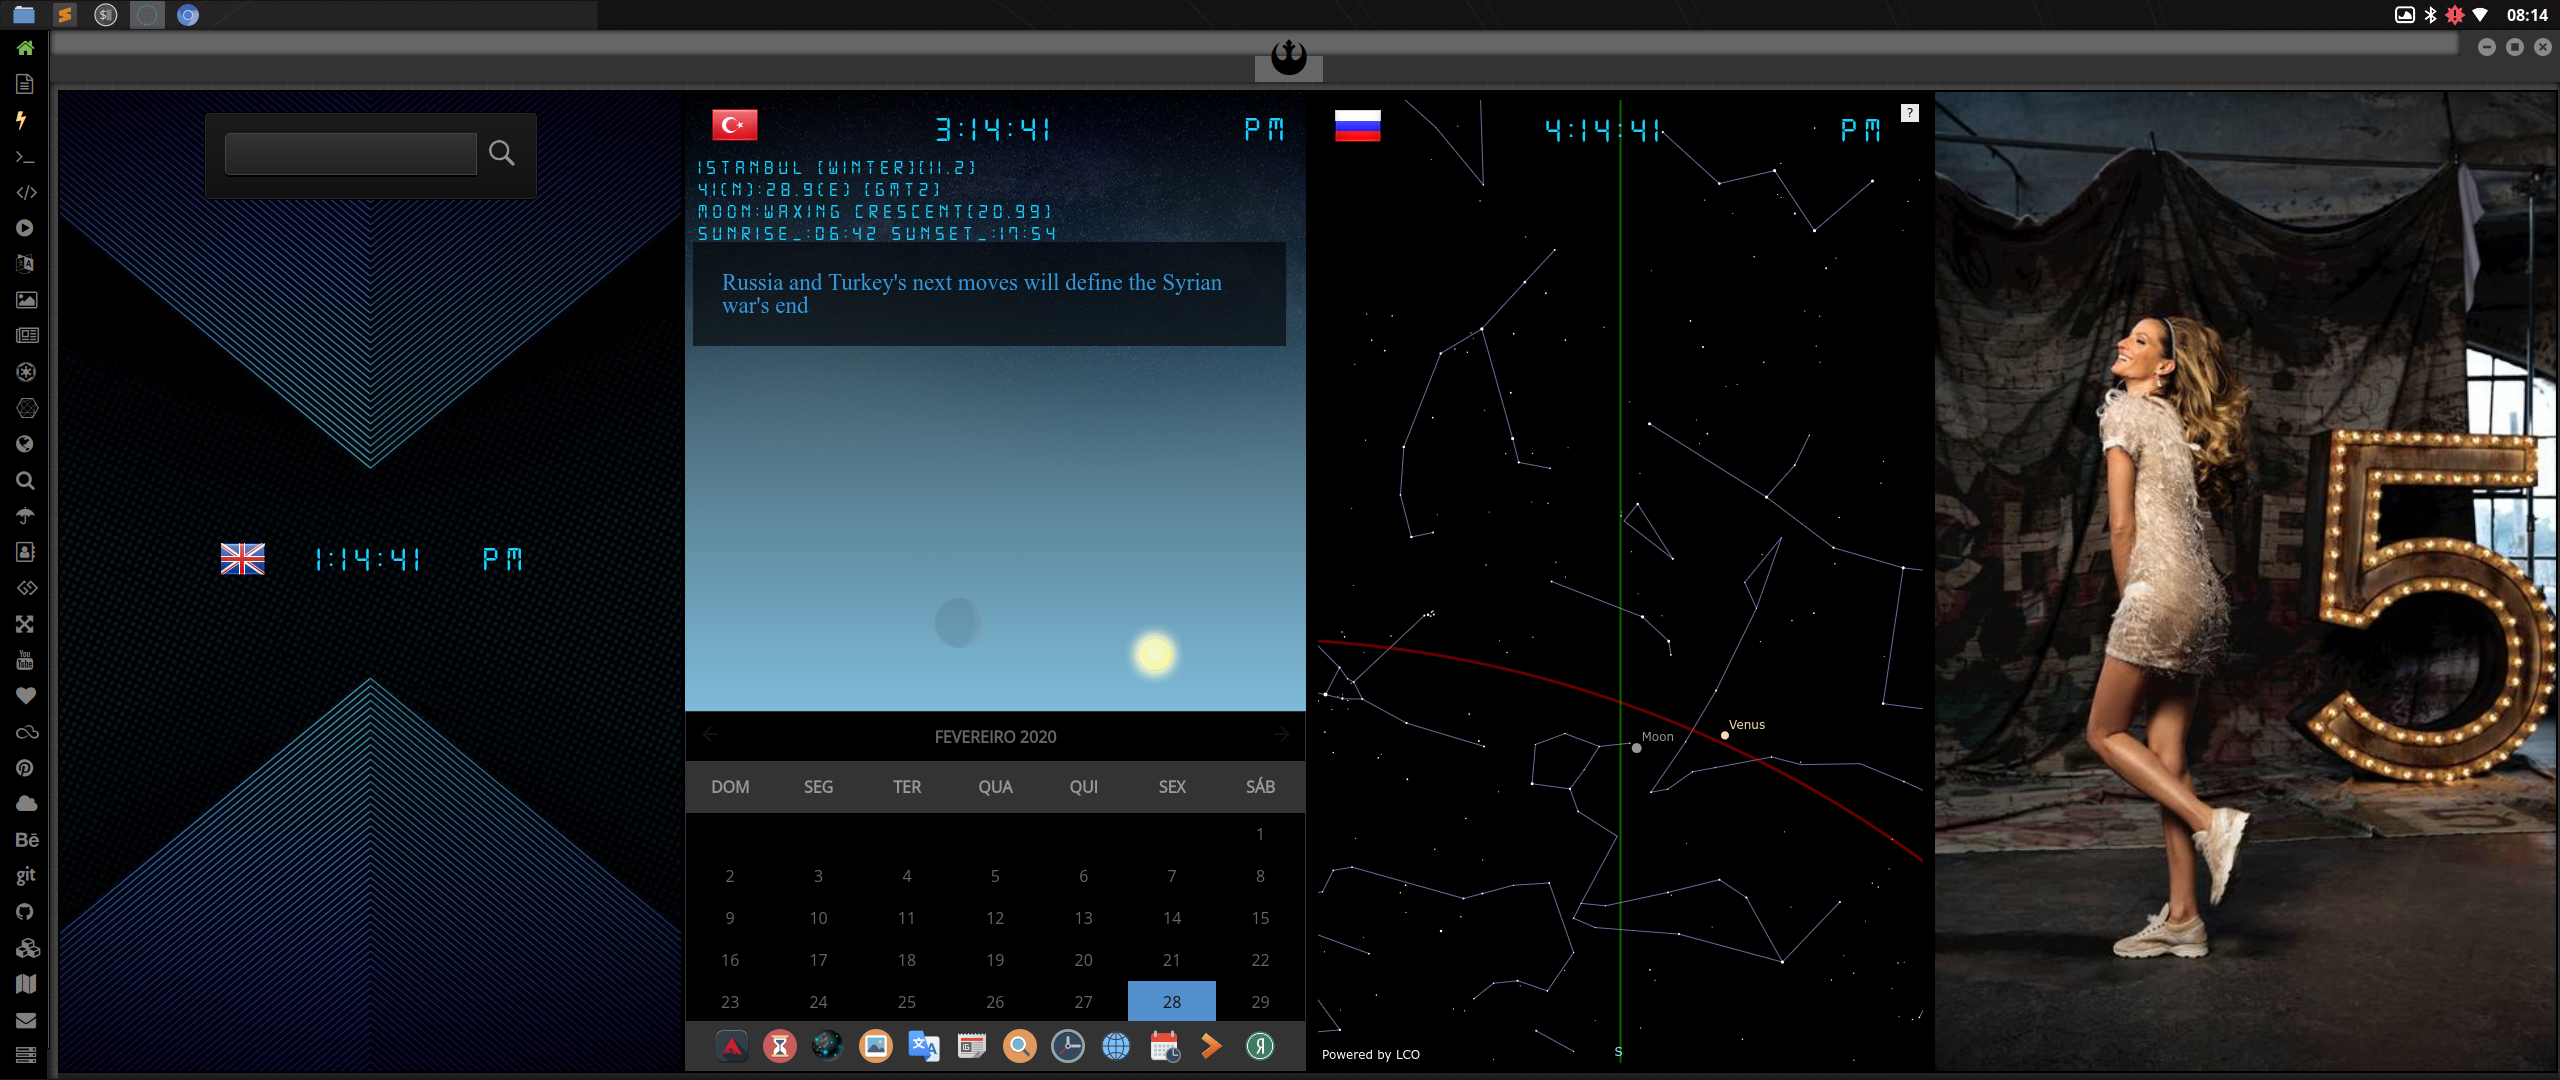 08:14
You
Tube
Bē
git
1:14:41 PM
3:14:41 PM
ISTANBUL (WINTER)(11.2)
41(N):28.9(E) (GMT2)
MOON:WAXING CRESCENT(20.99)
SUNRISE_:06:42 SUNSET_:17:54
Russia and Turkey's next moves will define the Syrian
war's end
FEVEREIRO 2020
DOM SEG TER QUA QUI SEX SÁB
1
2 3 4 5 6 7 8
9 10 11 12 13 14 15
16 17 18 19 20 21 22
23 24 25 26 27 28 29
4:14:41 PM
?
Venus
Moon
S
Powered by LCO
5